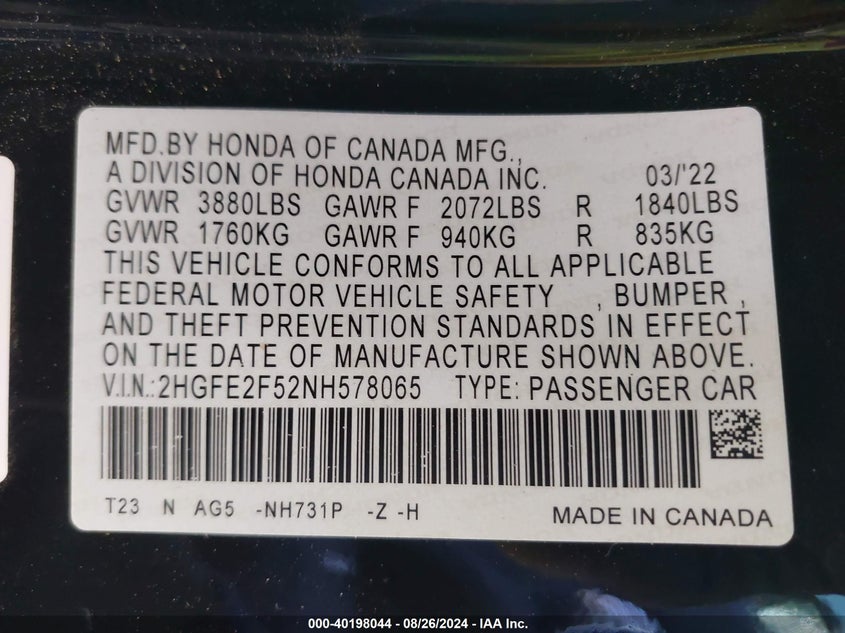 MFD.BY HONDA OF CANADA MFG.,
A DIVISION OF HONDA CANADA INC. 03/'22
GVWR 3880LBS GAWR F 2072LBS R 1840LBS
GVWR 1760KG GAWR F 940KG R 835KG
THIS VEHICLE CONFORMS TO ALL APPLICABLE
FEDERAL MOTOR VEHICLE SAFETY , BUMPER ,
AND THEFT PREVENTION STANDARDS IN EFFECT
ON THE DATE OF MANUFACTURE SHOWN ABOVE.
V.I.N.:2HGFE2F52NH578065 TYPE: PASSENGER CAR
T23 N AG5 -NH731P -Z -H
MADE IN CANADA
000-40198044 - 08/26/2024 - IAA Inc.